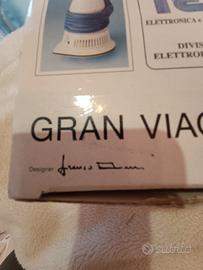 ELETTRONICA
DIVIS
ELETTRO
GRAN VIAG
Designer
subito